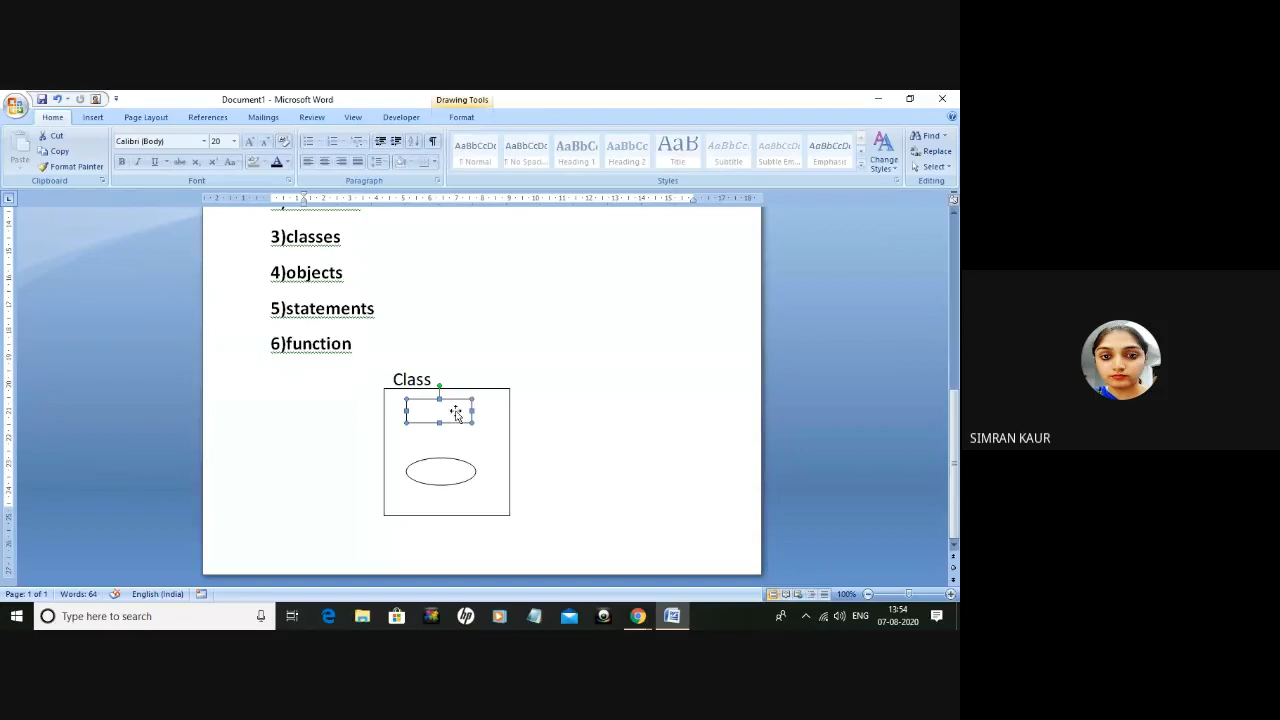 Document1 - Microsoft Word
Drawing Tools
Home Insert Page Layout References Mailings Review View Developer Format
Cut
Copy
Format Painter
Paste
Calibri (Body) 20
AaBbCcDc AaBbCcDc AaBbCc AaBbCc AaB AaBbCc. AaBbCcDc AaBbCcDc
¶ Normal ¶ No Spaci... Heading 1 Heading 2 Title Subtitle Subtle Em... Emphasis
Change Styles
Find
Replace
Select
Clipboard Font Paragraph Styles Editing
3)classes
4)objects
5)statements
6)function
Class
SIMRAN KAUR
Page: 1 of 1 Words: 64 English (India) 100%
Type here to search
ENG
13:54
07-08-2020